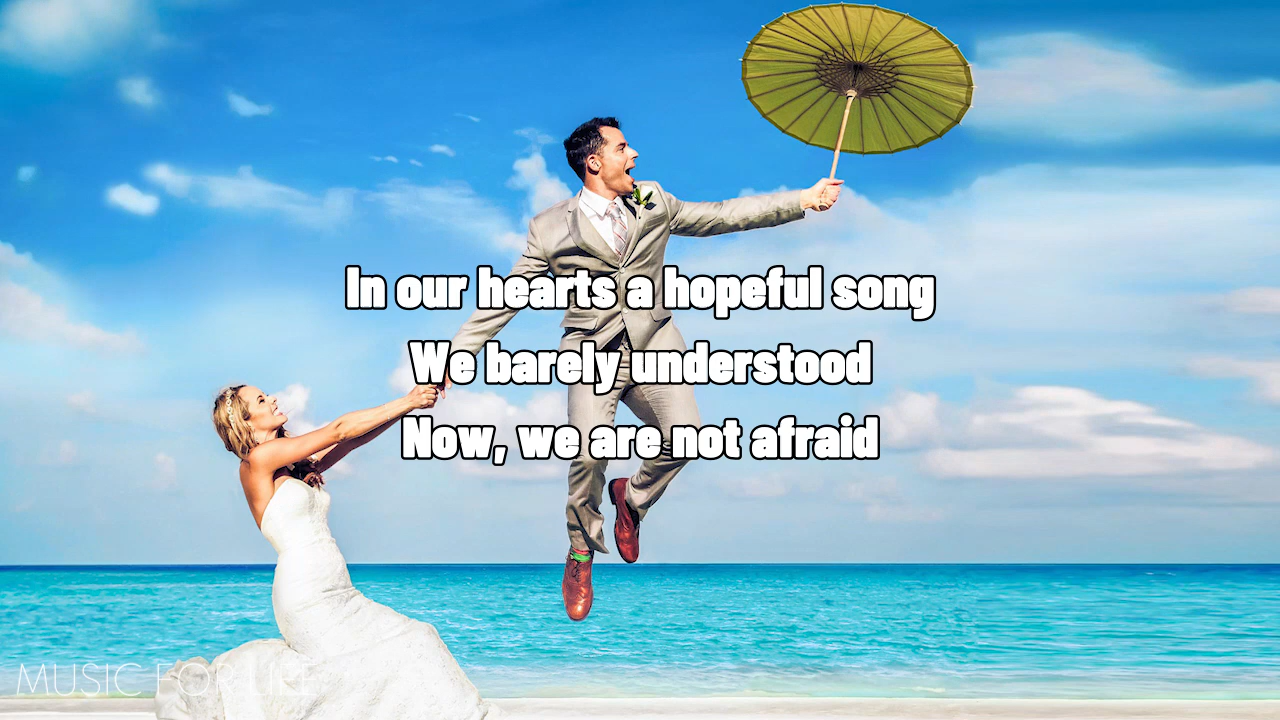 In our hearts a hopeful song
We barely understood
Now, we are not afraid
MUSIC FOR LIFE